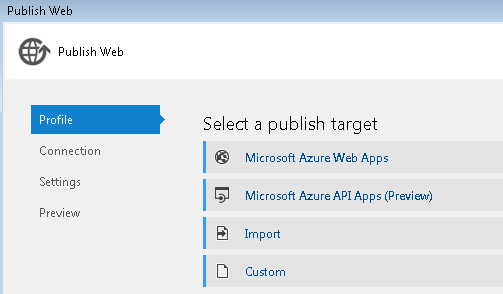 Publish Web
Publish Web
Profile
Connection
Settings
Preview
Select a publish target
Microsoft Azure Web Apps
Microsoft Azure API Apps (Preview)
Import
Custom